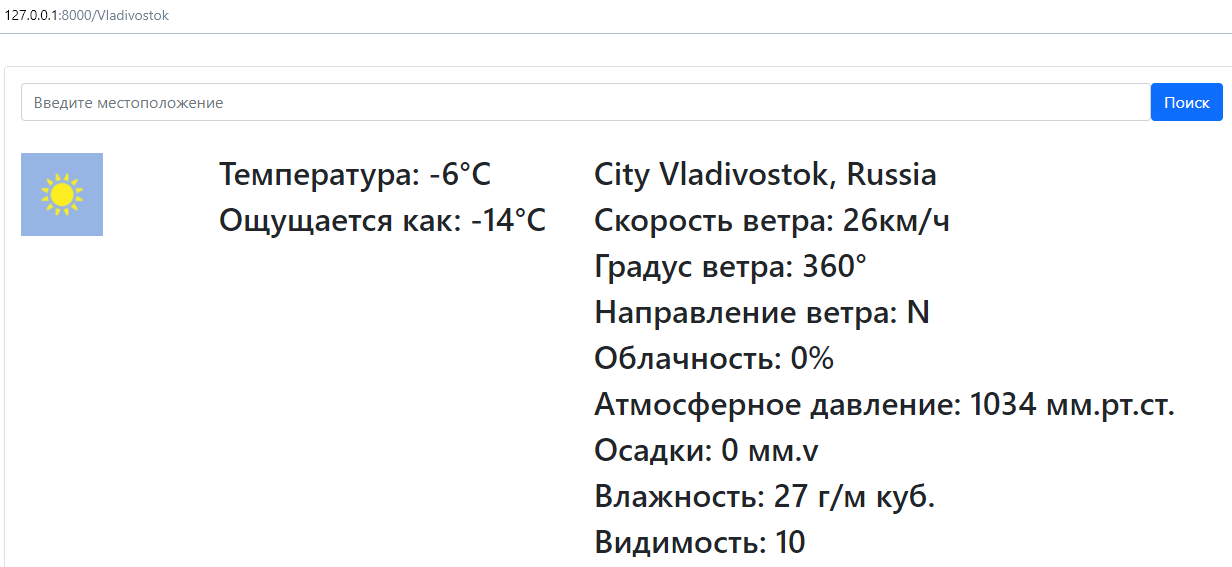 127.0.0.1:8000/Vladivostok
Введите местоположение
Поиск
Температура: -6°C
Ощущается как: -14°C
City Vladivostok, Russia
Скорость ветра: 26км/ч
Градус ветра: 360°
Направление ветра: N
Облачность: 0%
Атмосферное давление: 1034 мм.рт.ст.
Осадки: 0 мм.v
Влажность: 27 г/м куб.
Видимость: 10